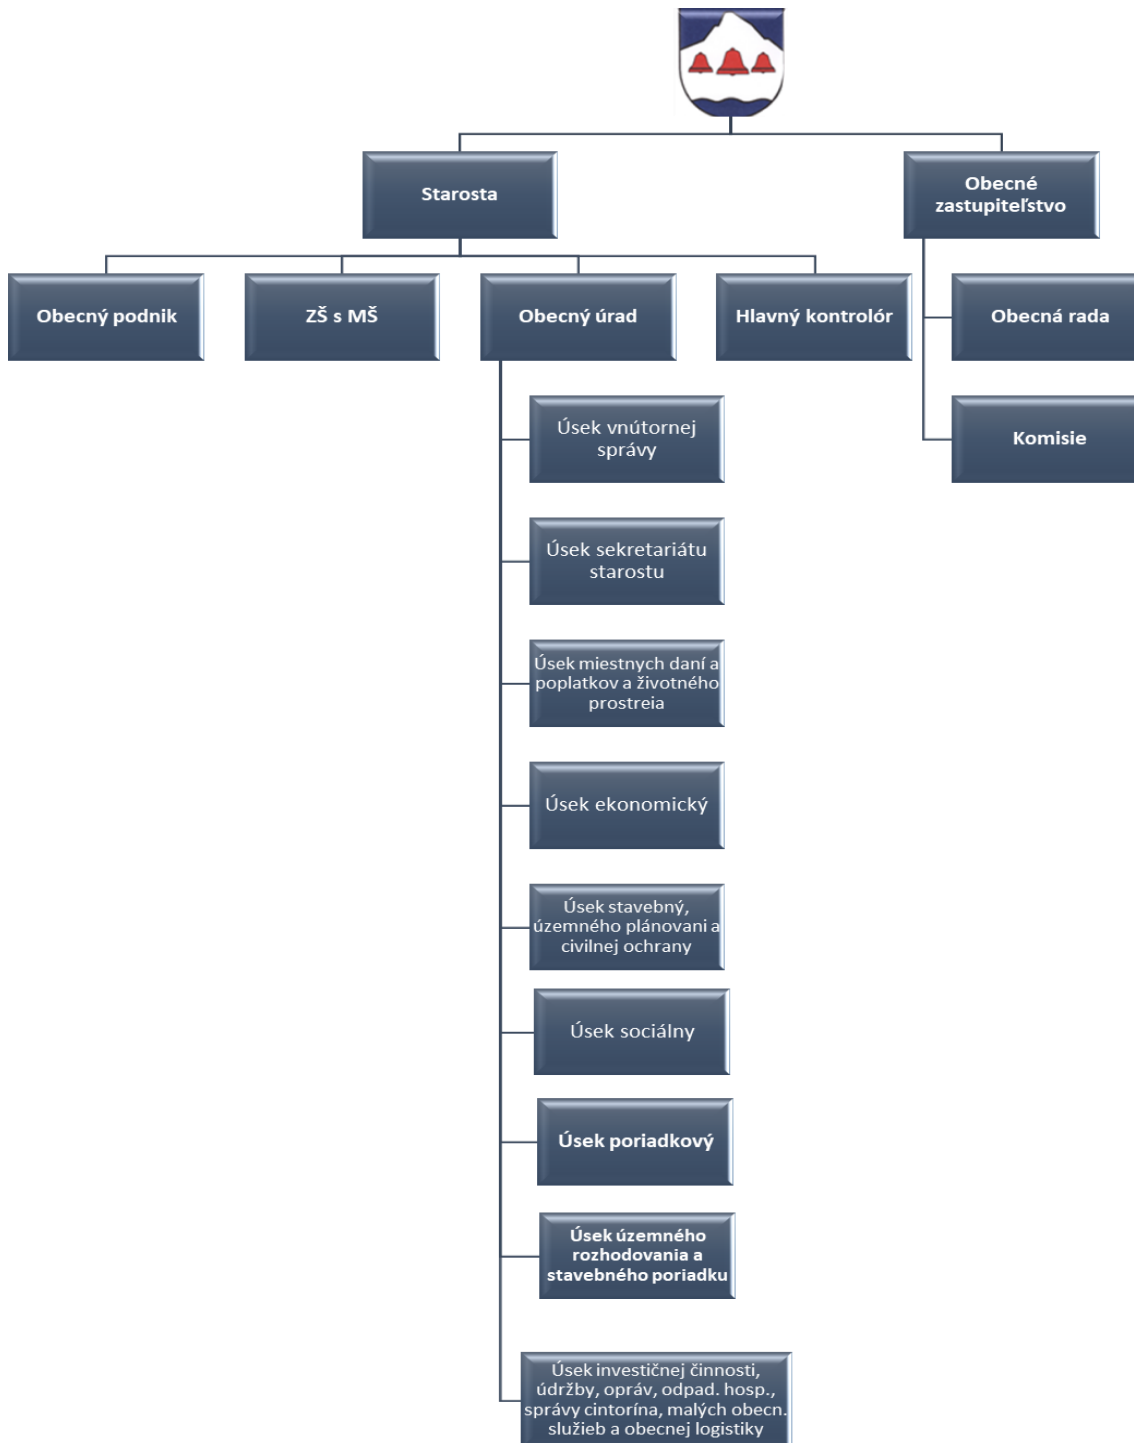 Starosta
Obecné
zastupiteľstvo
Obecný podnik
ZŠ s MŠ
Obecný úrad
Hlavný kontrolór
Obecná rada
Komisie
Úsek vnútornej
správy
Úsek sekretariátu
starostu
Úsek miestnych daní a
poplatkov a životného
prostreia
Úsek ekonomický
Úsek stavebný,
územného plánovani a
civilnej ochrany
Úsek sociálny
Úsek poriadkový
Úsek územného
rozhodovania a
stavebného poriadku
Úsek investičnej činnosti,
údržby, opráv, odpad. hosp.,
správy cintorína, malých obecn.
služieb a obecnej logistiky